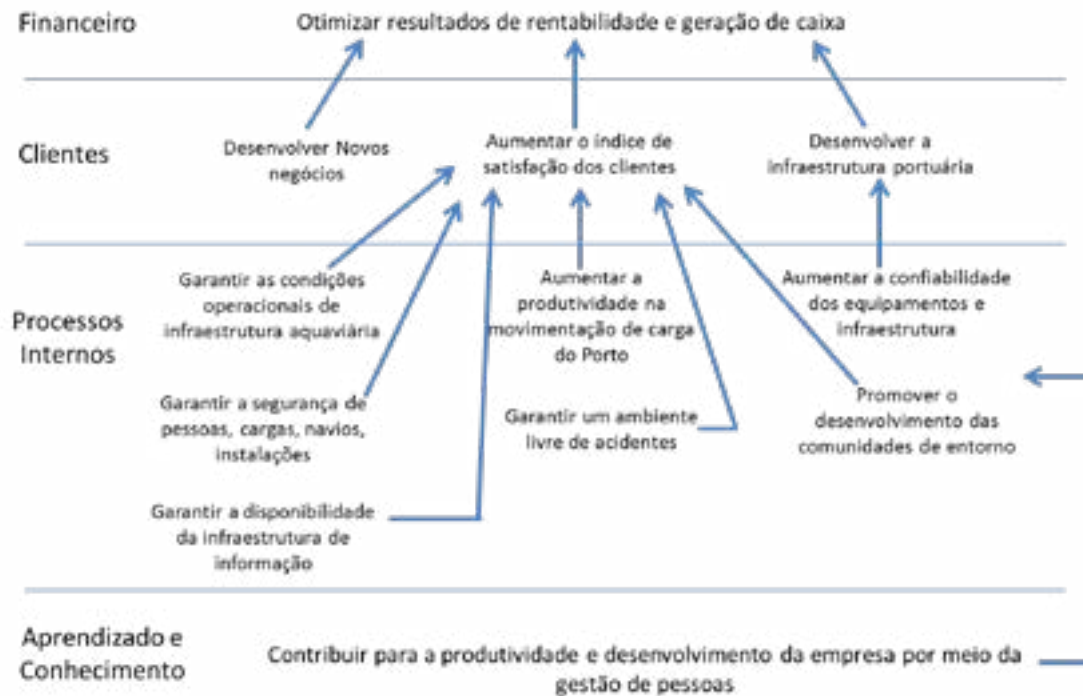 Financeiro
Otimizar resultados de rentabilidade e geração de caixa
Clientes
Desenvolver Novos
negócios
Aumentar o índice de
satisfação dos clientes
Desenvolver a
infraestrutura portuária
Processos
Internos
Garantir as condições
operacionais de
infraestrutura aquaviária
Aumentar a
produtividade na
movimentação de carga
do Porto
Aumentar a confiabilidade
dos equipamentos e
infraestrutura
Garantir a segurança de
pessoas, cargas, navios,
instalações
Garantir um ambiente
livre de acidentes
Promover o
desenvolvimento das
comunidades de entorno
Garantir a disponibilidade
da infraestrutura de
informação
Aprendizado e
Conhecimento
Contribuir para a produtividade e desenvolvimento da empresa por meio da
gestão de pessoas